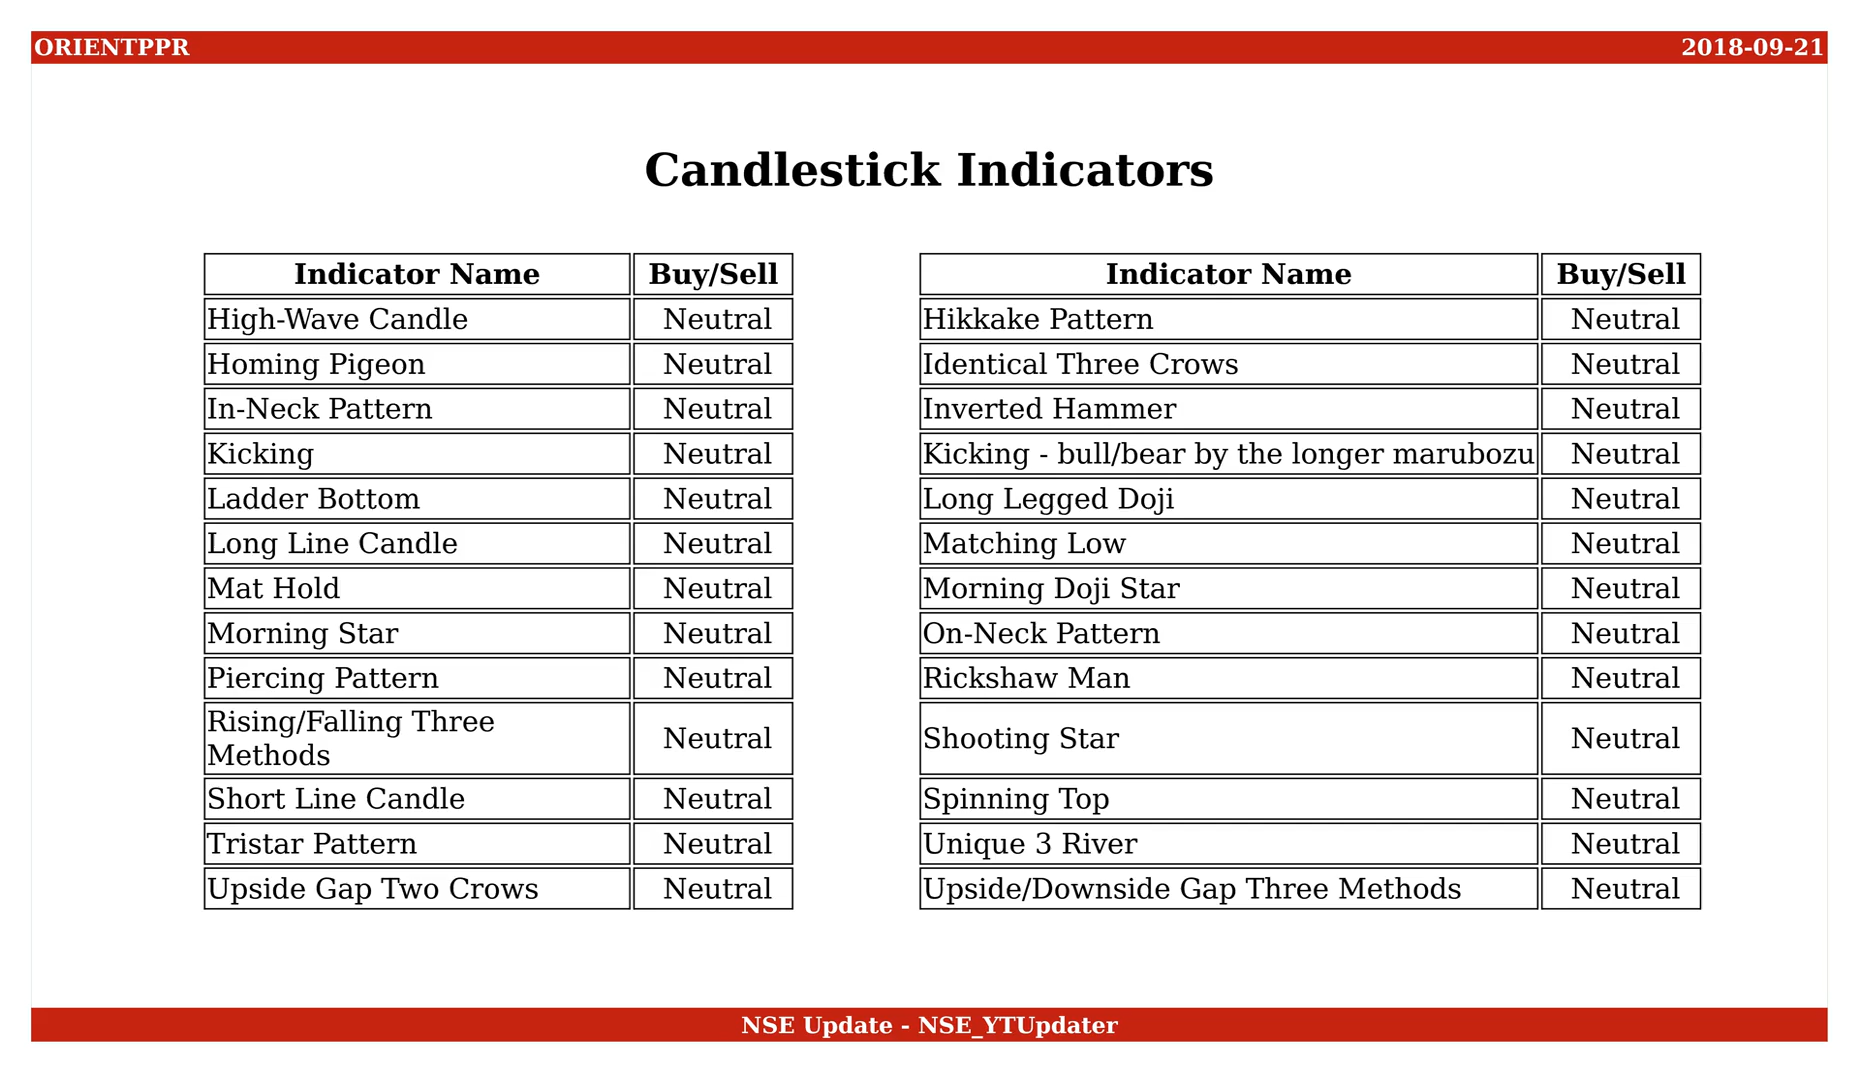 ORIENTPPR 2018-09-21
Candlestick Indicators
Indicator Name Buy/Sell
High-Wave Candle Neutral
Homing Pigeon Neutral
In-Neck Pattern Neutral
Kicking Neutral
Ladder Bottom Neutral
Long Line Candle Neutral
Mat Hold Neutral
Morning Star Neutral
Piercing Pattern Neutral
Rising/Falling Three
Methods Neutral
Short Line Candle Neutral
Tristar Pattern Neutral
Upside Gap Two Crows Neutral
Indicator Name Buy/Sell
Hikkake Pattern Neutral
Identical Three Crows Neutral
Inverted Hammer Neutral
Kicking - bull/bear by the longer marubozu Neutral
Long Legged Doji Neutral
Matching Low Neutral
Morning Doji Star Neutral
On-Neck Pattern Neutral
Rickshaw Man Neutral
Shooting Star Neutral
Spinning Top Neutral
Unique 3 River Neutral
Upside/Downside Gap Three Methods Neutral
NSE Update - NSE_YTUpdater